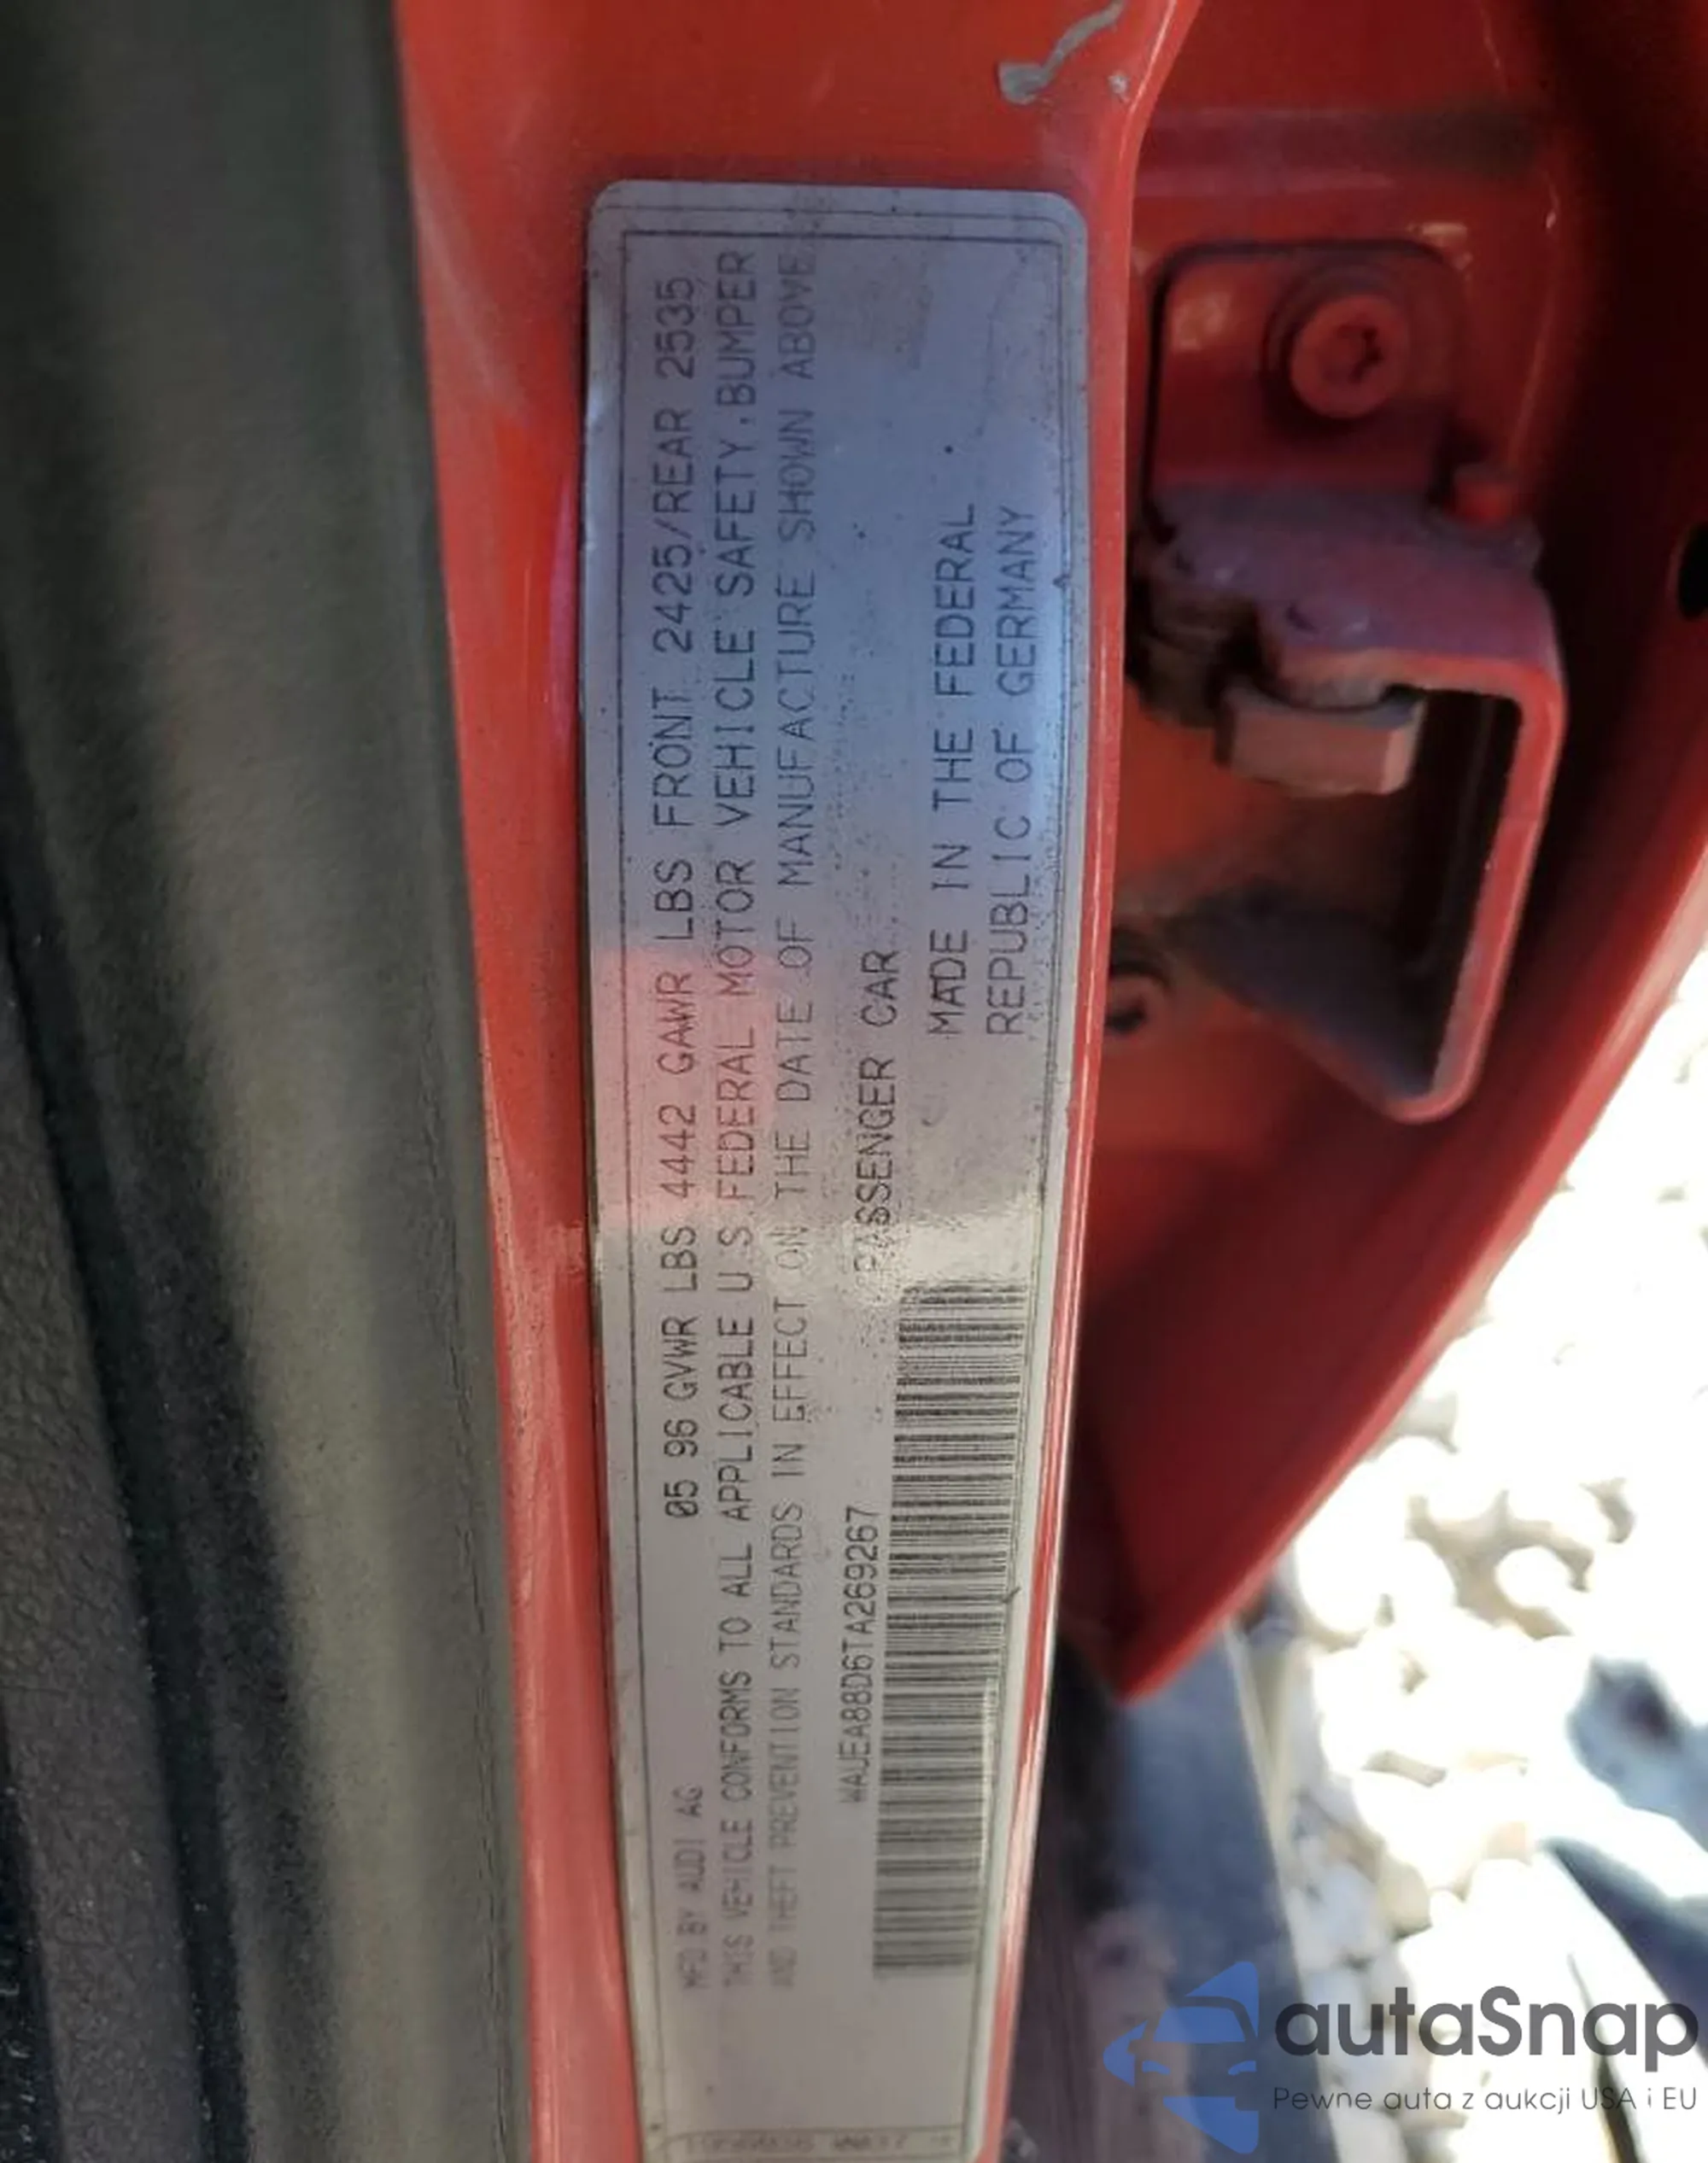 MFD BY AUDI AG 05 96 GVWR LBS 4442 GAWR LBS FRONT 2425/REAR 2535
THIS VEHICLE CONFORMS TO ALL APPLICABLE U.S.FEDERAL MOTOR VEHICLE SAFETY,BUMPER
AND THEFT PREVENTION STANDARDS IN EFFECT ON THE DATE OF MANUFACTURE SHOWN ABOVE
WAUEA88D6TA269267 PASSENGER CAR
MADE IN THE FEDERAL
REPUBLIC OF GERMANY
autaSnap
Pewne auta z aukcji USA i EU